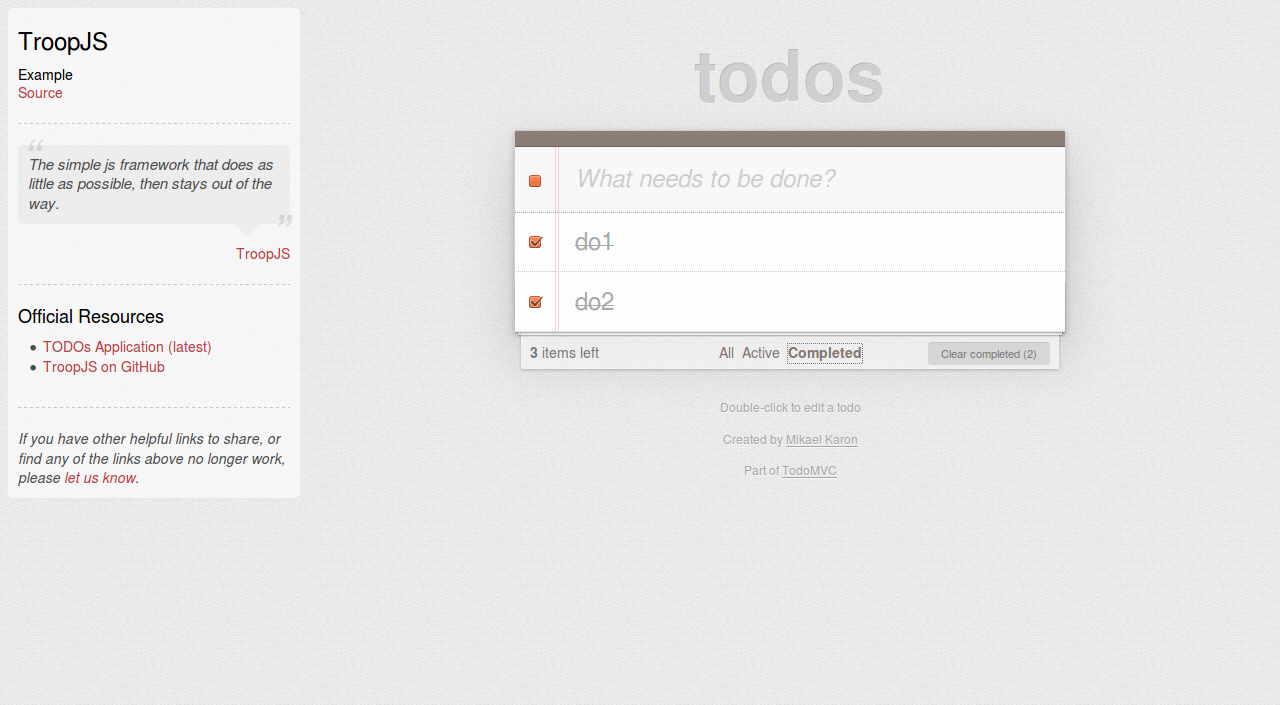 TroopJS
Example
Source
“
The simple js framework that does as
little as possible, then stays out of the
way.
”
TroopJS
Official Resources
• TODOs Application (latest)
• TroopJS on GitHub
If you have other helpful links to share, or
find any of the links above no longer work,
please let us know.
todos
What needs to be done?
do1
do2
3 items left All Active Completed Clear completed (2)
Double-click to edit a todo
Created by Mikael Karon
Part of TodoMVC